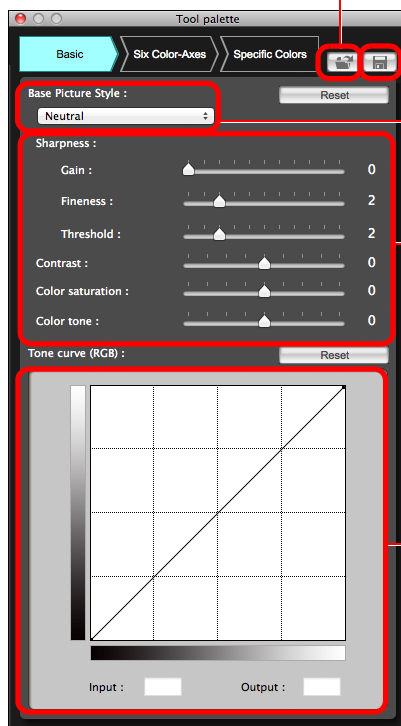 Tool palette
Basic Six Color-Axes Specific Colors
Base Picture Style : Reset
Neutral
Sharpness :
Gain : 0
Fineness : 2
Threshold : 2
Contrast : 0
Color saturation : 0
Color tone : 0
Tone curve (RGB) : Reset
Input : Output :